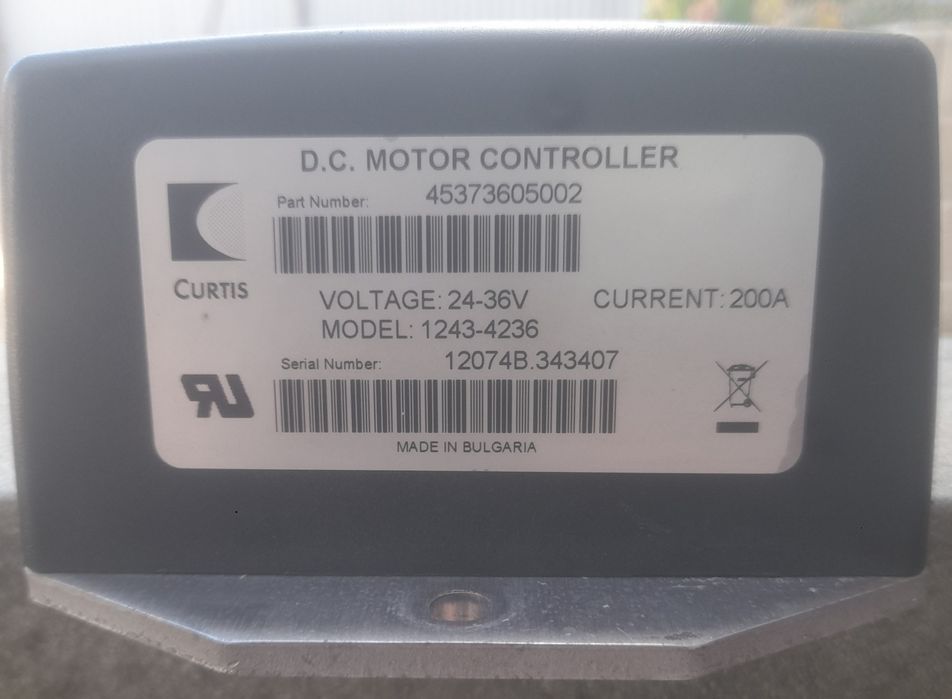 D.C. MOTOR CONTROLLER
Part Number: 45373605002
CURTIS
VOLTAGE: 24-36V CURRENT: 200A
MODEL: 1243-4236
Serial Number: 12074B.343407
RU
MADE IN BULGARIA